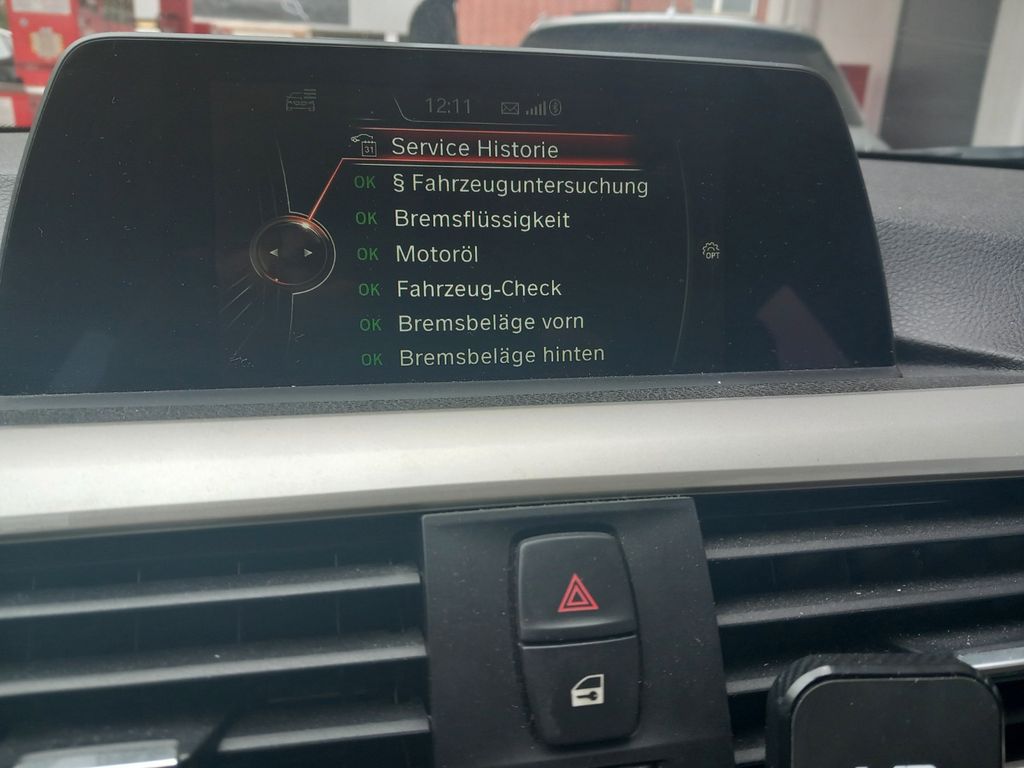 12:11
31 Service Historie
OK § Fahrzeuguntersuchung
OK Bremsflüssigkeit
OK Motoröl
OPT
OK Fahrzeug-Check
OK Bremsbeläge vorn
OK Bremsbeläge hinten